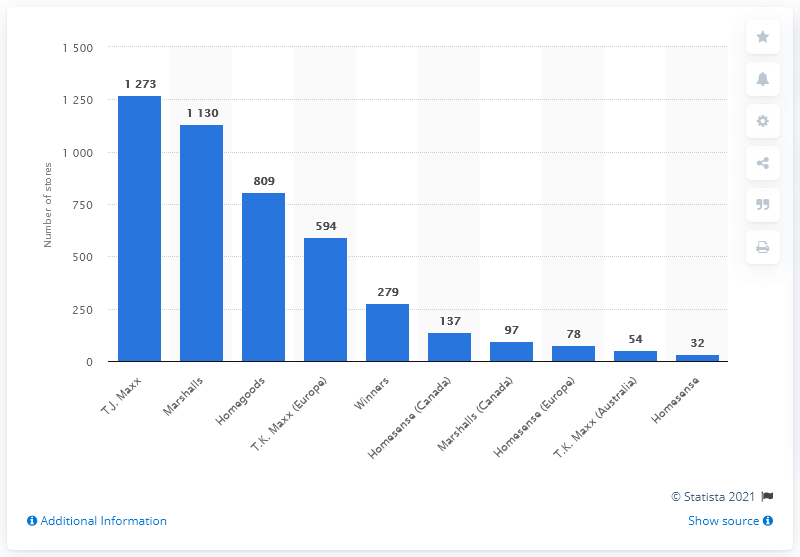 1 500
1 250
1 000
750
500
250
0
Number of stores
1 273
1 130
809
594
279
137
97
78
54
32
T.J. Maxx
Marshalls
Homegoods
T.K. Maxx (Europe)
Winners
Homesense (Canada)
Marshalls (Canada)
Homesense (Europe)
T.K. Maxx (Australia)
Homesense
© Statista 2021
Additional Information
Show source